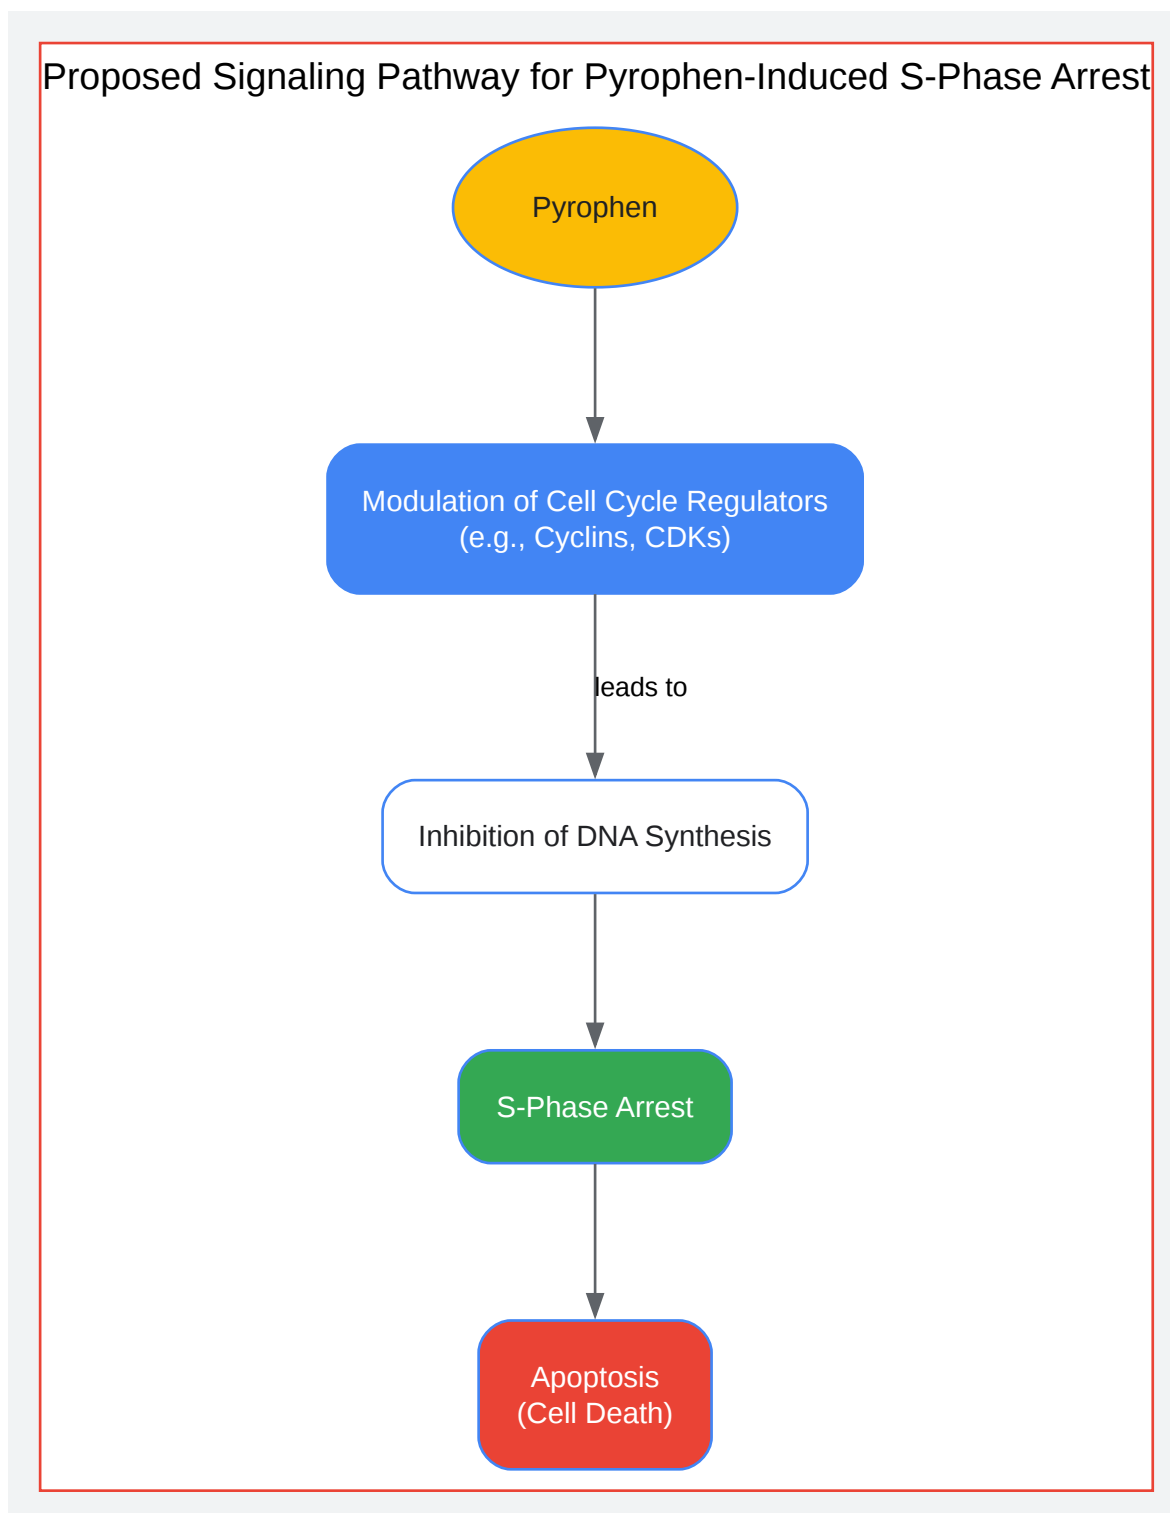 Proposed Signaling Pathway for Pyrophen-Induced S-Phase Arrest
Pyrophen
Modulation of Cell Cycle Regulators
(e.g., Cyclins, CDKs)
leads to
Inhibition of DNA Synthesis
S-Phase Arrest
Apoptosis
(Cell Death)